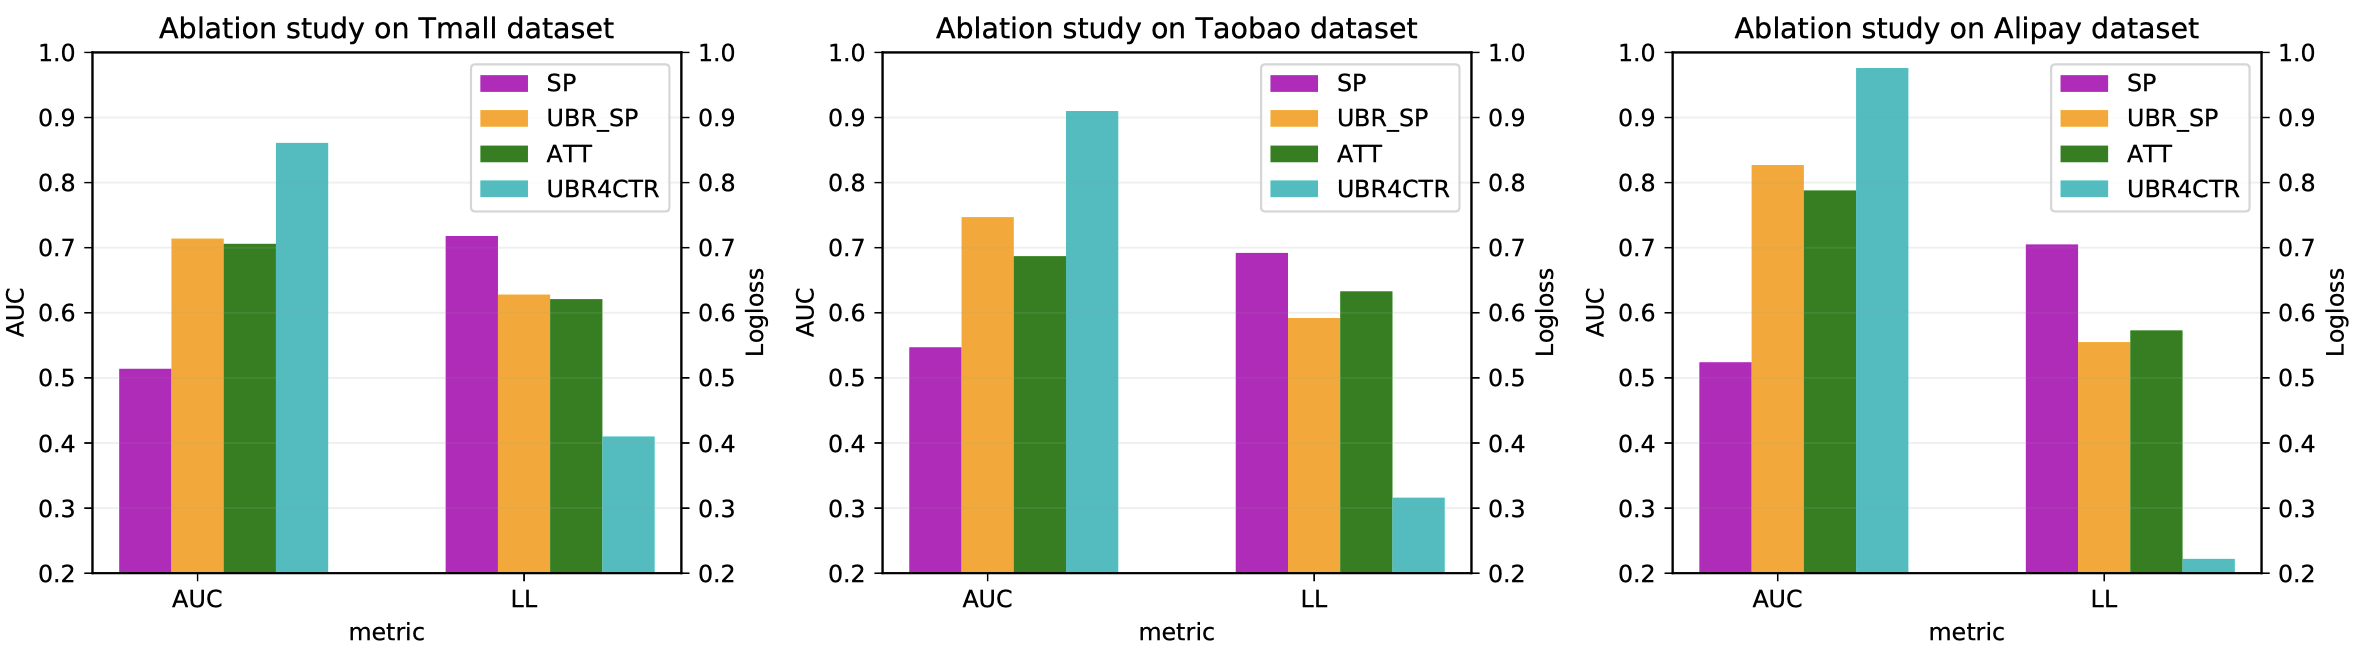 Ablation study on Tmall dataset
1.0
0.9
0.8
0.7
0.6
0.5
0.4
0.3
0.2
AUC
1.0
0.9
0.8
0.7
0.6
0.5
0.4
0.3
0.2
Logloss
SP
UBR_SP
ATT
UBR4CTR
AUC
LL
metric
Ablation study on Taobao dataset
1.0
0.9
0.8
0.7
0.6
0.5
0.4
0.3
0.2
AUC
1.0
0.9
0.8
0.7
0.6
0.5
0.4
0.3
0.2
Logloss
SP
UBR_SP
ATT
UBR4CTR
AUC
LL
metric
Ablation study on Alipay dataset
1.0
0.9
0.8
0.7
0.6
0.5
0.4
0.3
0.2
AUC
1.0
0.9
0.8
0.7
0.6
0.5
0.4
0.3
0.2
Logloss
SP
UBR_SP
ATT
UBR4CTR
AUC
LL
metric